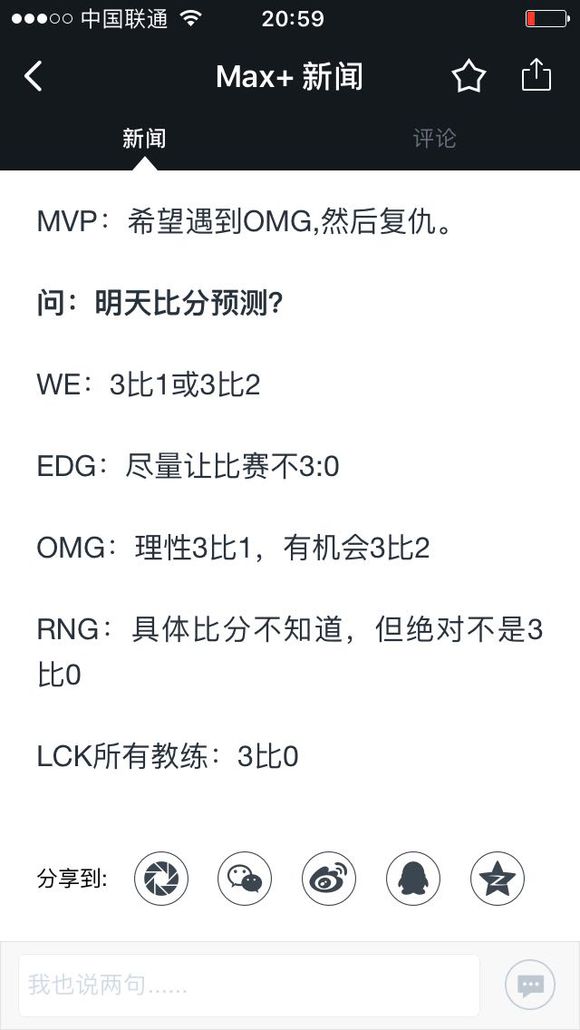 中国联通 20:59
Max+ 新闻
新闻 评论
MVP：希望遇到OMG,然后复仇。
问：明天比分预测?
WE：3比1或3比2
EDG：尽量让比赛不3:0
OMG：理性3比1，有机会3比2
RNG：具体比分不知道，但绝对不是3
比0
LCK所有教练：3比0
分享到:
我也说两句......